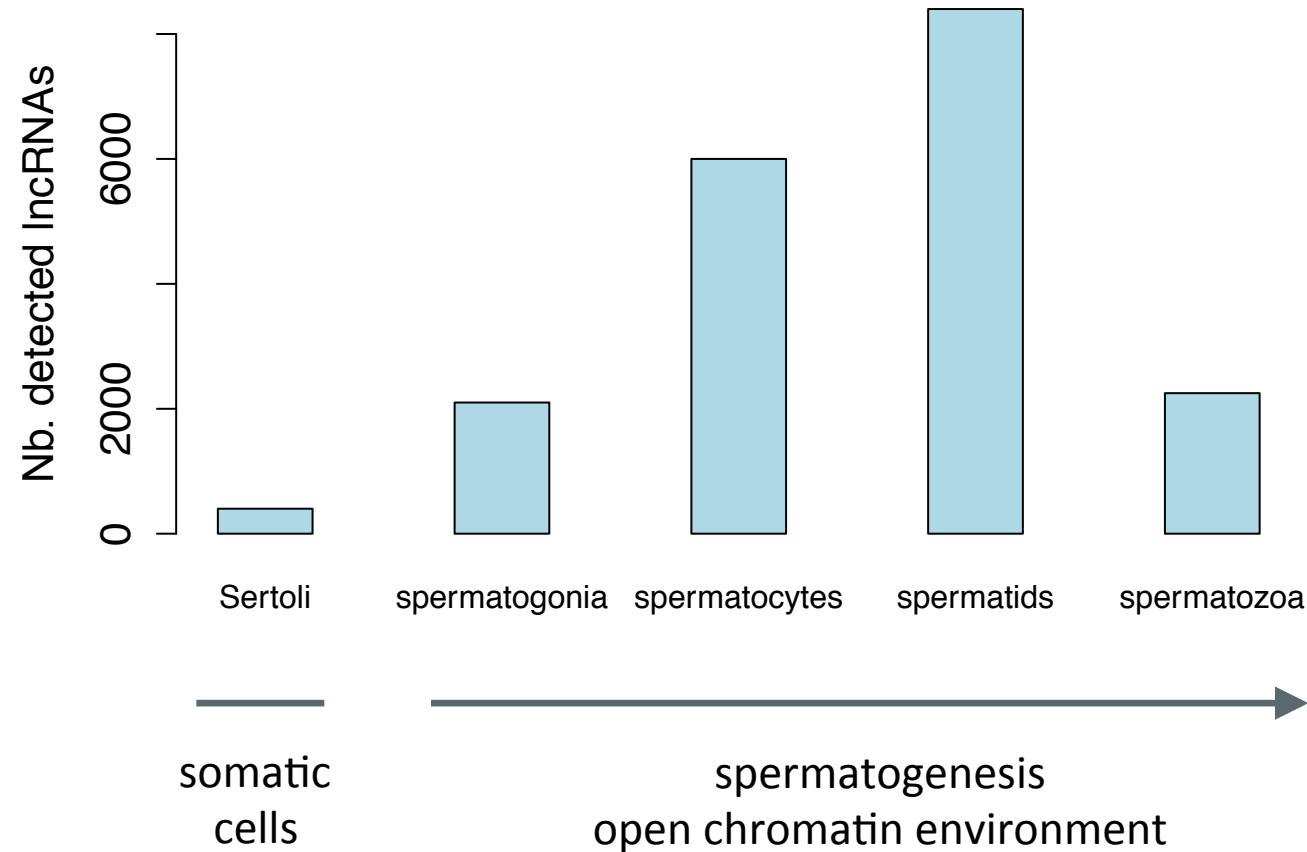 Nb. detected lncRNAs
6000
2000
0
Sertoli spermatogonia spermatocytes spermatids spermatozoa
somatic
cells
spermatogenesis
open chromatin environment